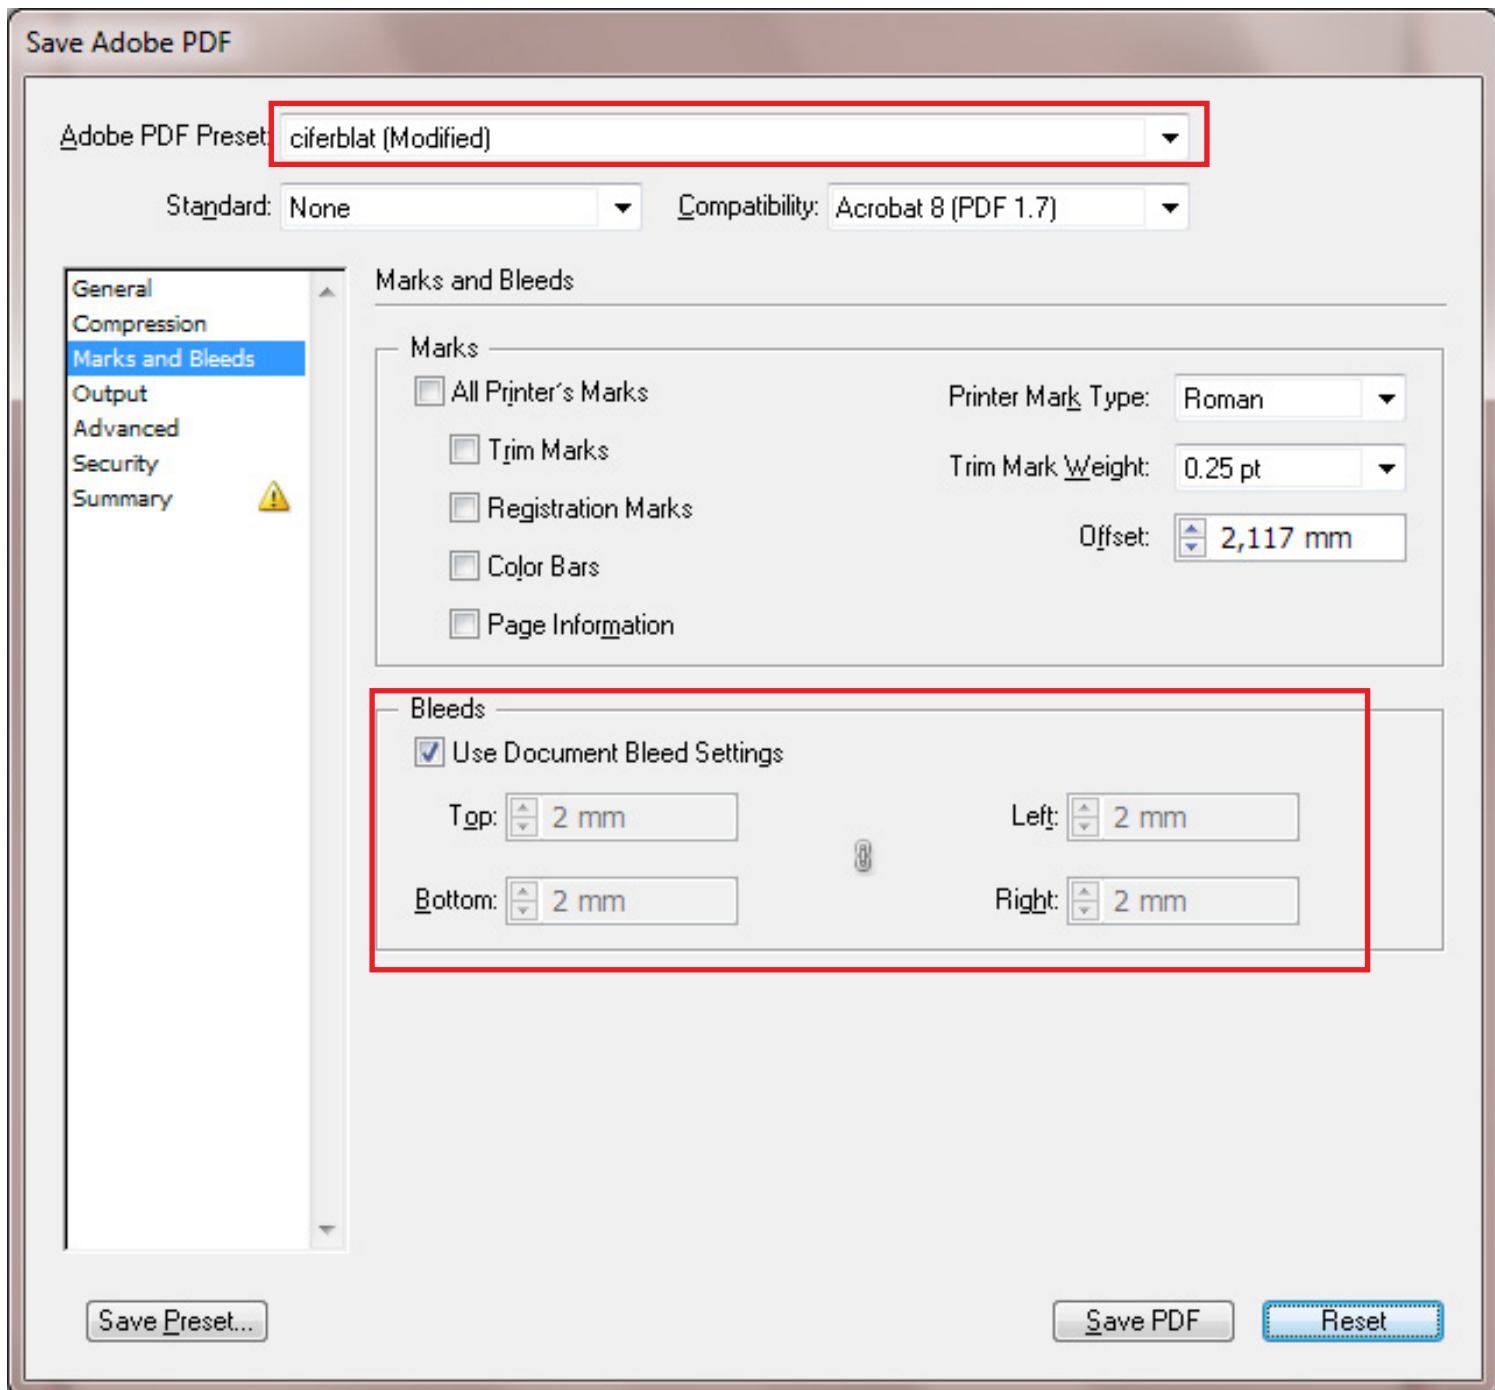 Save Adobe PDF
Adobe PDF Preset: ciferblat (Modified)
Standard: None Compatibility: Acrobat 8 (PDF 1.7)
General
Compression
Marks and Bleeds
Output
Advanced
Security
Summary
Marks and Bleeds
Marks
All Printer's Marks
Trim Marks
Registration Marks
Color Bars
Page Information
Printer Mark Type: Roman
Trim Mark Weight: 0.25 pt
Offset: 2,117 mm
Bleeds
Use Document Bleed Settings
Top: 2 mm Left: 2 mm
Bottom: 2 mm Right: 2 mm
Save Preset... Save PDF Reset